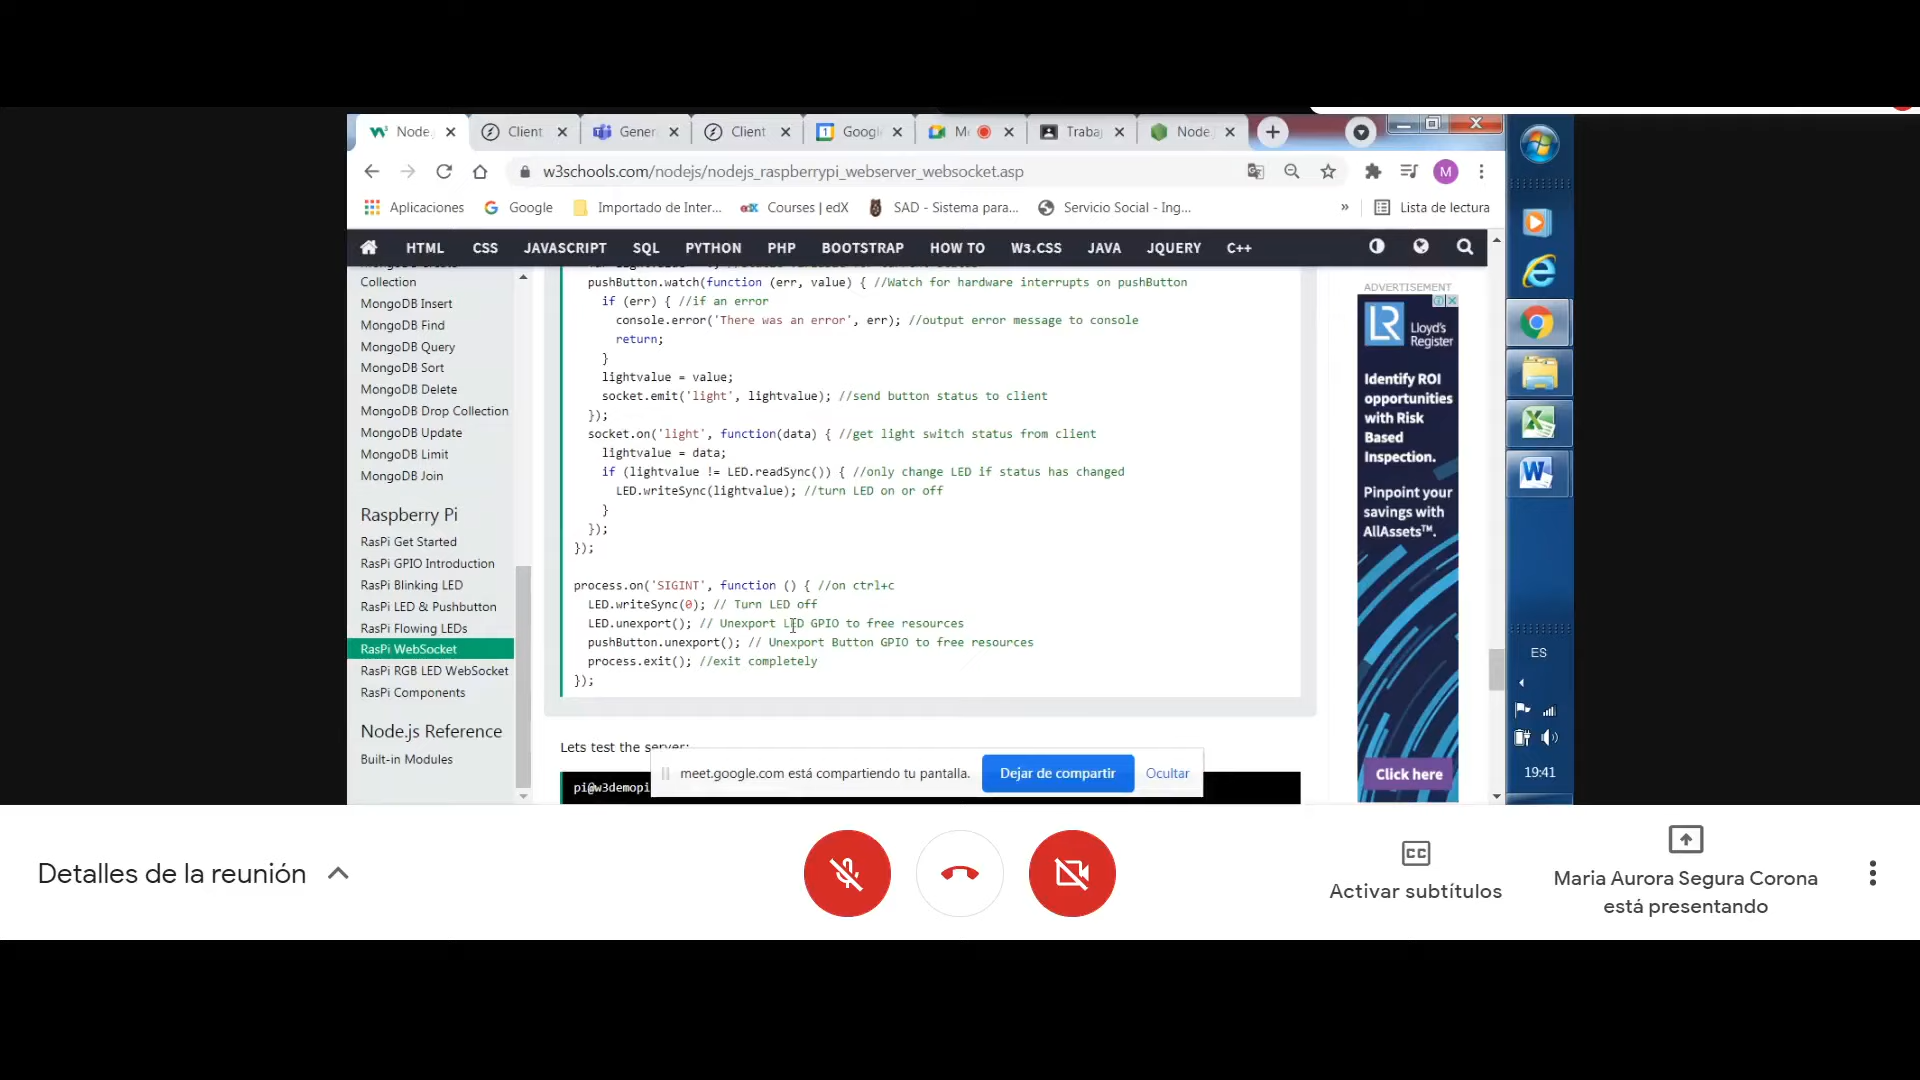 Node.
Client
Gener
Client
Googl
M
Trabaj
Node.
w3schools.com/nodejs/nodejs_raspberrypi_webserver_websocket.asp
M
Aplicaciones
Google
Importado de Inter...
edX
Courses | edX
SAD - Sistema para...
Servicio Social - Ing...
»
Lista de lectura
HTML CSS JAVASCRIPT SQL PYTHON PHP BOOTSTRAP HOW TO W3.CSS JAVA JQUERY C++
Collection
MongoDB Insert
MongoDB Find
MongoDB Query
MongoDB Sort
MongoDB Delete
MongoDB Drop Collection
MongoDB Update
MongoDB Limit
MongoDB Join
Raspberry Pi
RasPi Get Started
RasPi GPIO Introduction
RasPi Blinking LED
RasPi LED & Pushbutton
RasPi Flowing LEDs
RasPi WebSocket
RasPi RGB LED WebSocket
RasPi Components
Node.js Reference
Built-in Modules
pushButton.watch(function (err, value) { //Watch for hardware interrupts on pushButton
if (err) { //if an error
console.error('There was an error', err); //output error message to console
return;
}
lightvalue = value;
socket.emit('light', lightvalue); //send button status to client
});
socket.on('light', function(data) { //get light switch status from client
lightvalue = data;
if (lightvalue != LED.readSync()) { //only change LED if status has changed
LED.writeSync(lightvalue); //turn LED on or off
}
});
});
process.on('SIGINT', function () { //on ctrl+c
LED.writeSync(0); // Turn LED off
LED.unexport(); // Unexport LED GPIO to free resources
pushButton.unexport(); // Unexport Button GPIO to free resources
process.exit(); //exit completely
});
Lets test the server:
pi@w3demopi
meet.google.com está compartiendo tu pantalla.
Dejar de compartir
Ocultar
ADVERTISEMENT
LR
Lloyd's
Register
Identify ROI
opportunities
with Risk
Based
Inspection.
Pinpoint your
savings with
AllAssets™.
Click here
ES
19:41
Detalles de la reunión
CC
Activar subtítulos
Maria Aurora Segura Corona
está presentando